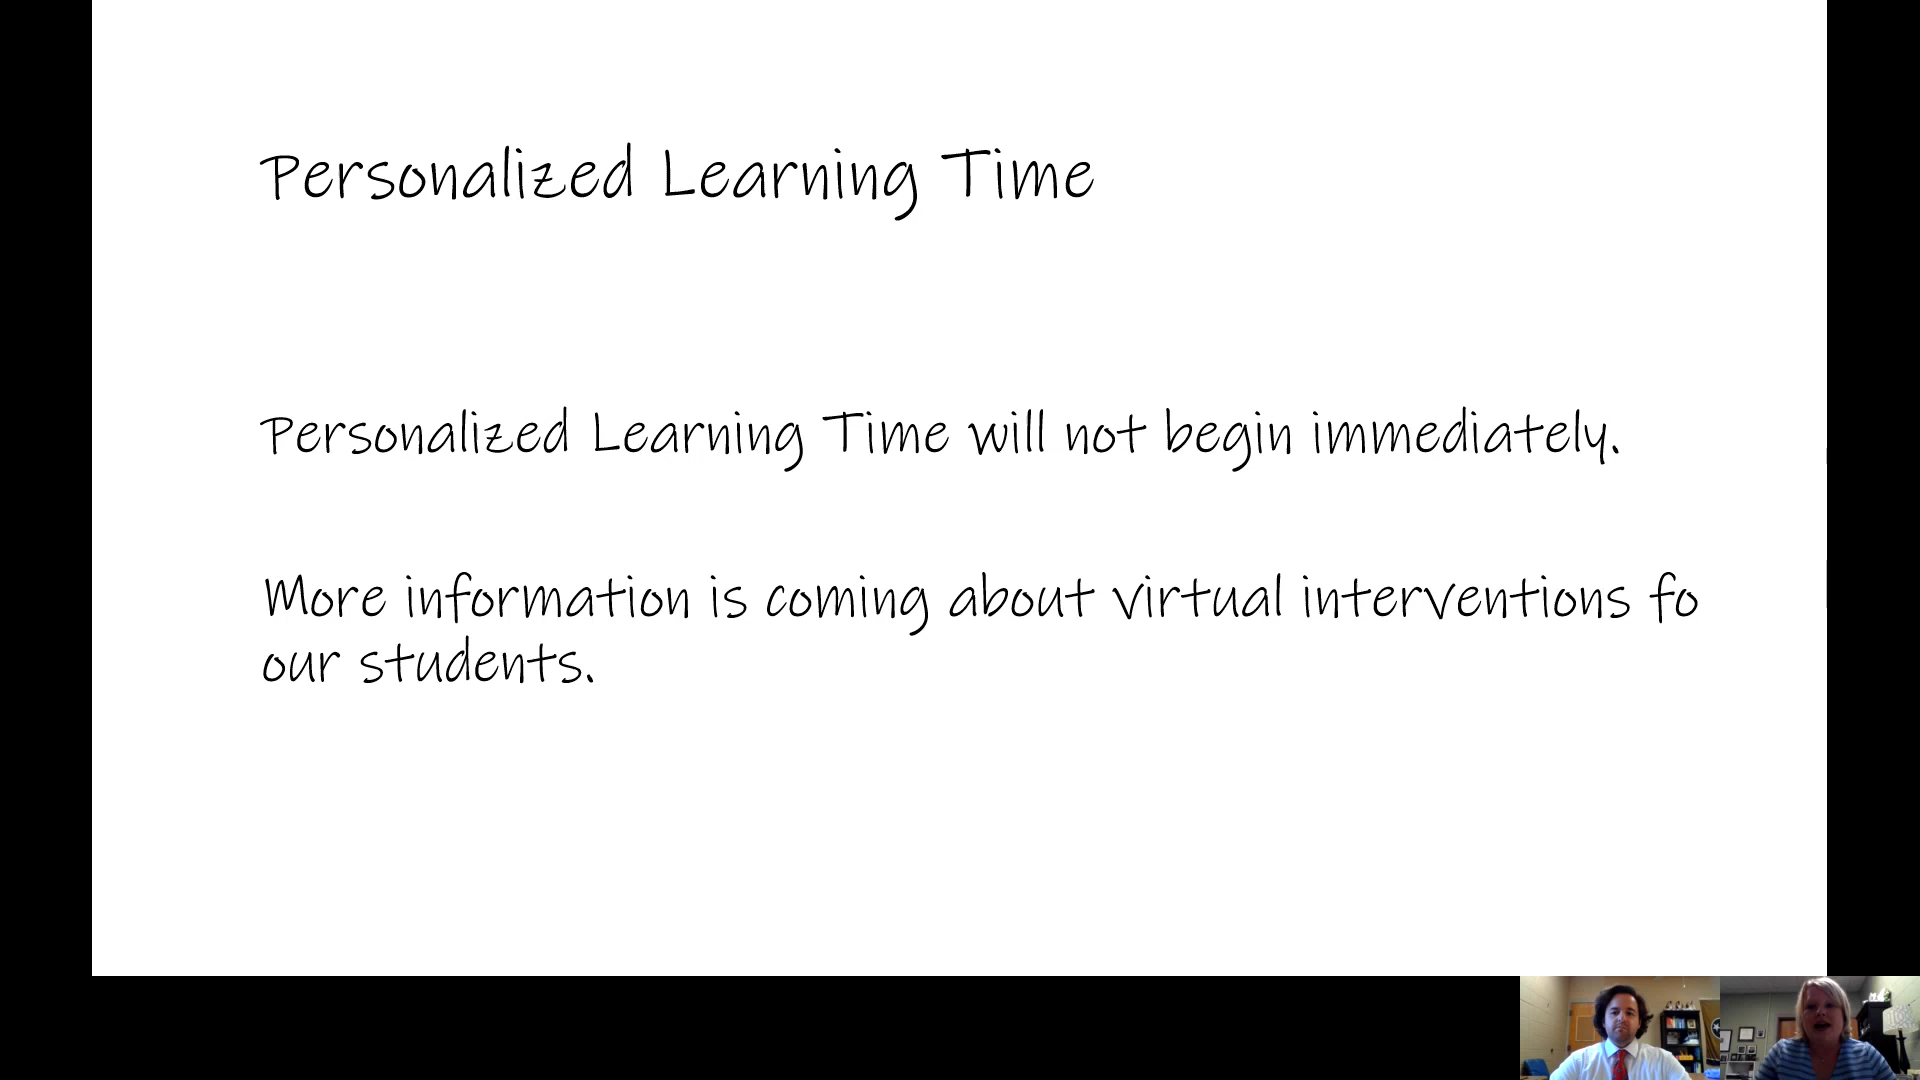 Personalized Learning Time
Personalized Learning Time will not begin immediately.
More information is coming about virtual interventions fo
our students.